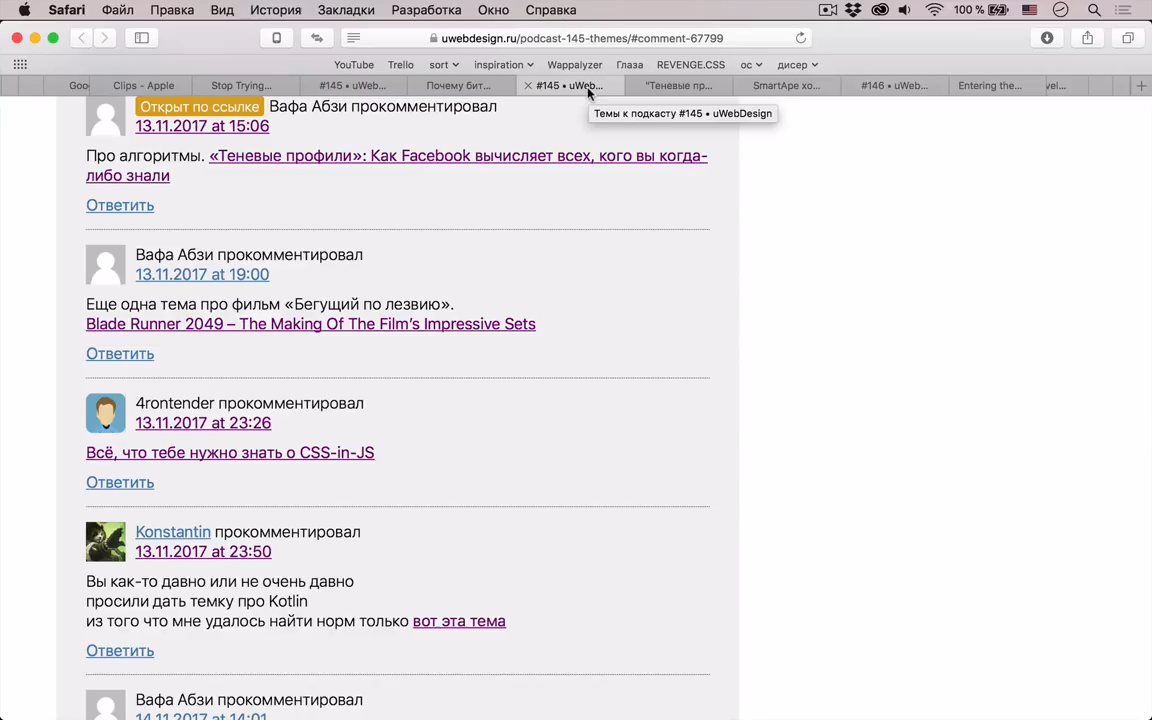 Safari Файл Правка Вид История Закладки Разработка Окно Справка 100 %
uwebdesign.ru/podcast-145-themes/#comment-67799
YouTube Trello sort inspiration Wappalyzer Глаза REVENGE.CSS ос дисер
Goo Clips - Apple Stop Trying... #145 • uWeb... Почему бит... #145 • uWeb... "Теневые пр... SmartApe хо... #146 • uWeb... Entering the... vel...
Темы к подкасту #145 • uWebDesign
Открыт по ссылке Вафа Абзи прокомментировал
13.11.2017 at 15:06
Про алгоритмы. «Теневые профили»: Как Facebook вычисляет всех, кого вы когда-
либо знали
Ответить
Вафа Абзи прокомментировал
13.11.2017 at 19:00
Еще одна тема про фильм «Бегущий по лезвию».
Blade Runner 2049 – The Making Of The Film’s Impressive Sets
Ответить
4rontender прокомментировал
13.11.2017 at 23:26
Всё, что тебе нужно знать о CSS-in-JS
Ответить
Konstantin прокомментировал
13.11.2017 at 23:50
Вы как-то давно или не очень давно
просили дать темку про Kotlin
из того что мне удалось найти норм только вот эта тема
Ответить
Вафа Абзи прокомментировал
14.11.2017 at 14:01